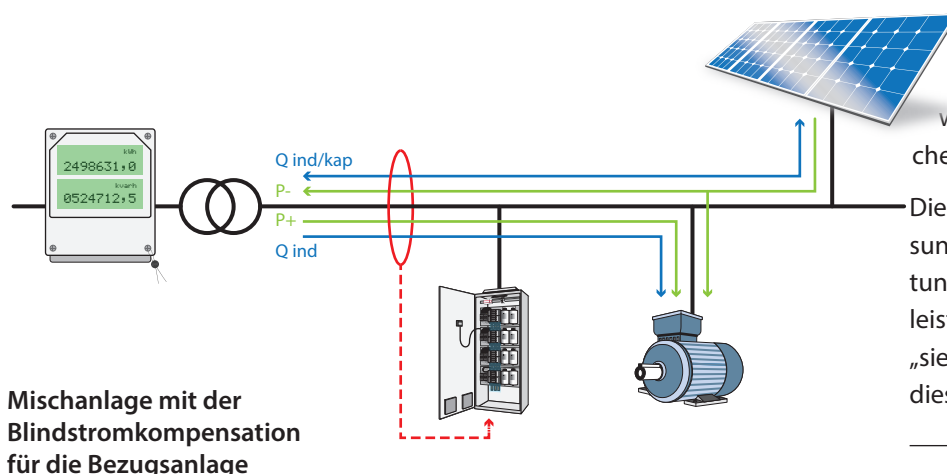 kWh
2498631,0
kvarh
0524712,5
Q ind/kap
P-
P+
Q ind
Mischanlage mit der
Blindstromkompensation
für die Bezugsanlage
che
Die
sun
tun
leis
„sie
dies